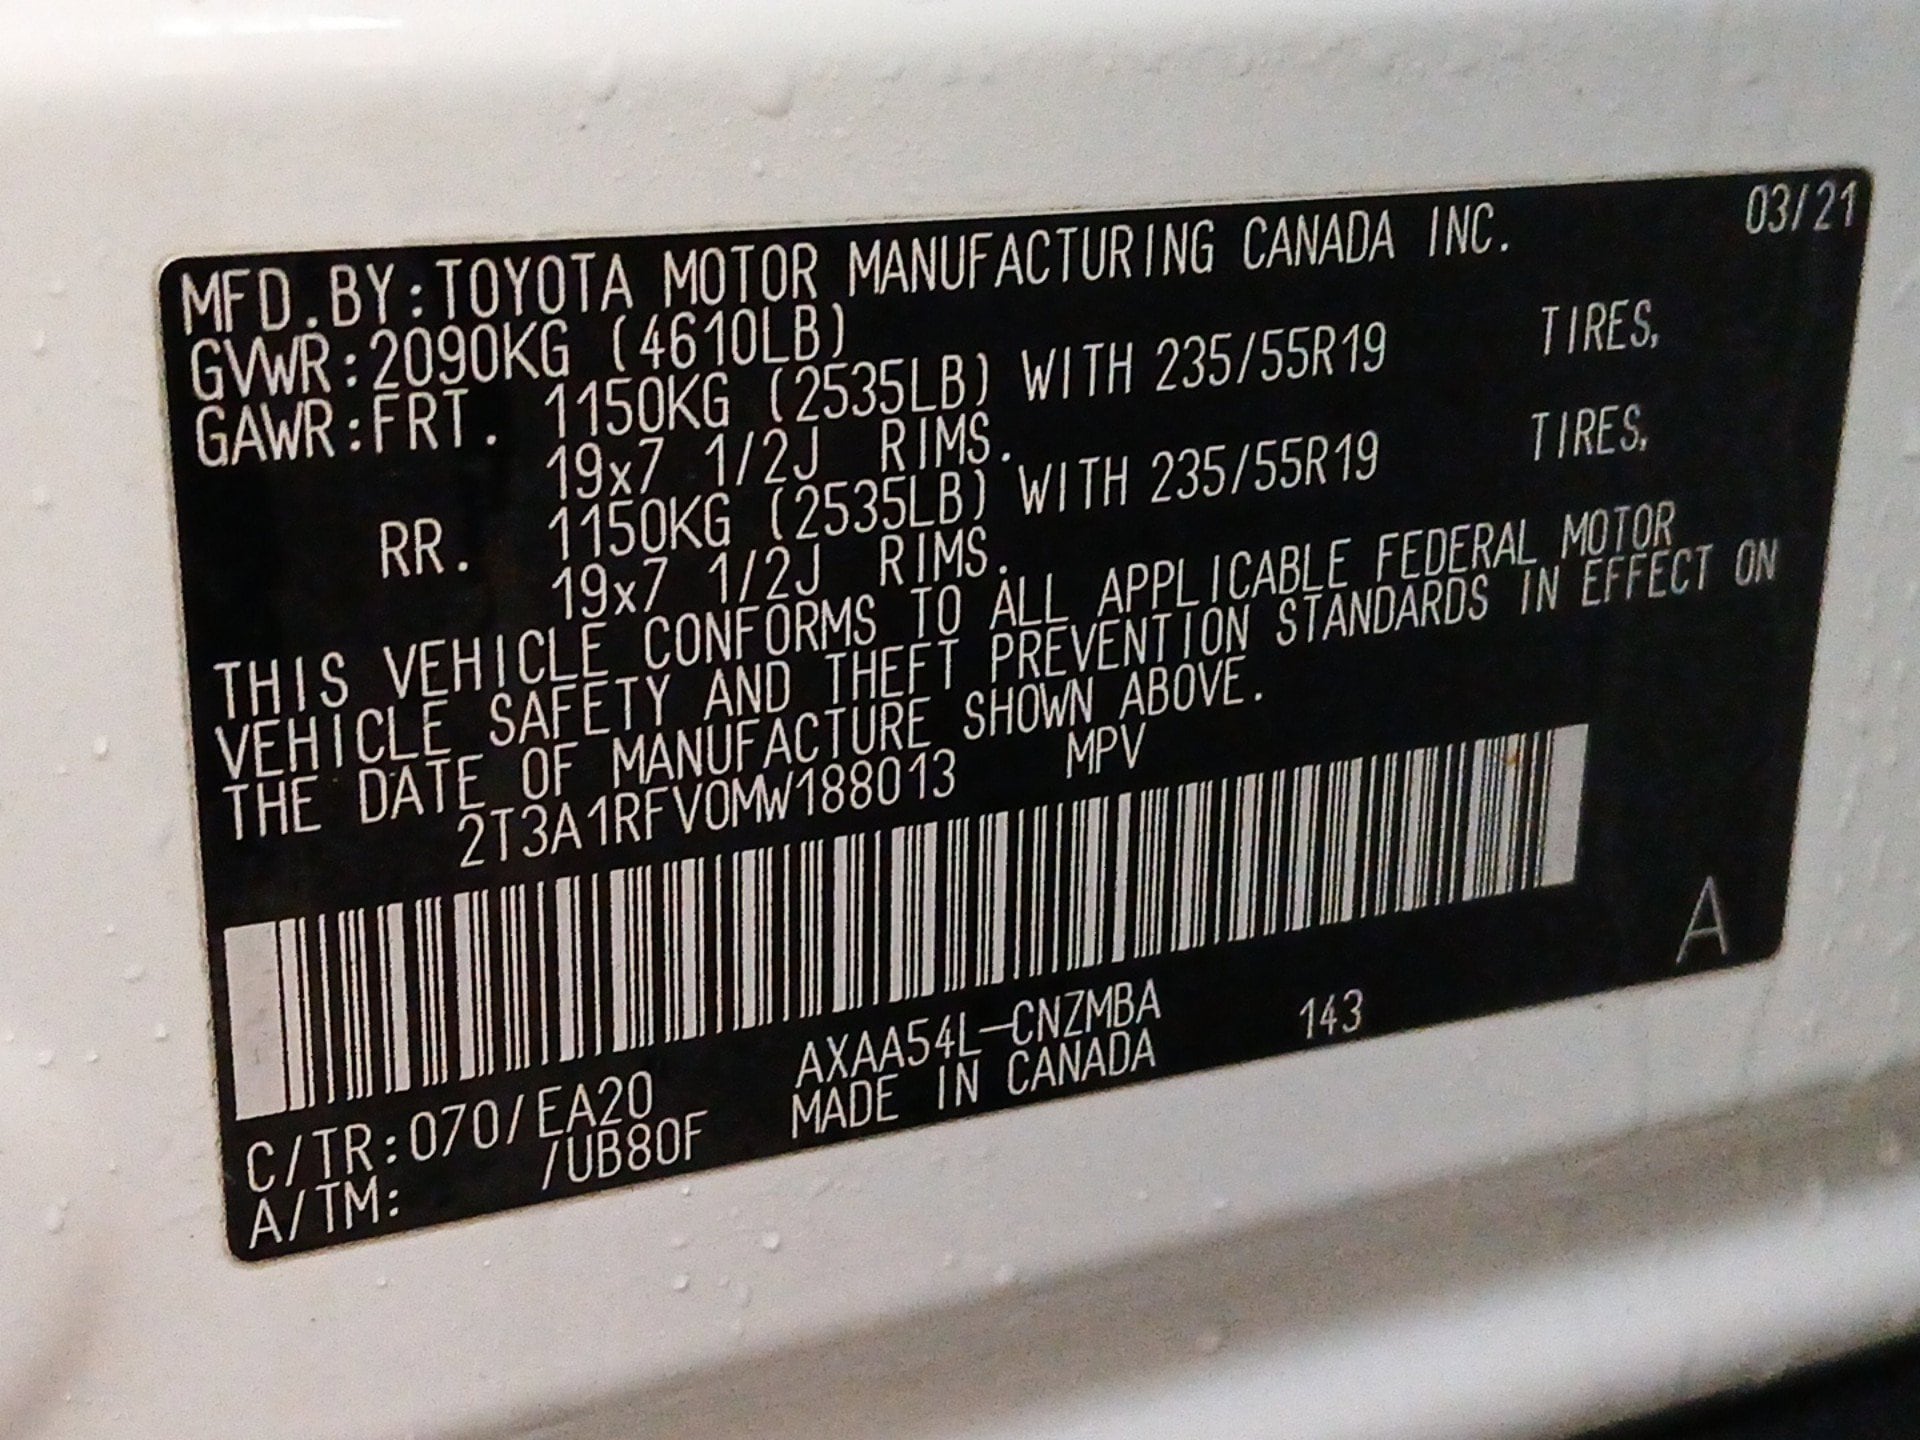 03/21
MFD.BY:TOYOTA MOTOR MANUFACTURING CANADA INC.
GVWR:2090KG (4610LB)
GAWR:FRT. 1150KG (2535LB) WITH 235/55R19 TIRES,
19x7 1/2J RIMS.
RR. 1150KG (2535LB) WITH 235/55R19 TIRES,
19x7 1/2J RIMS.
THIS VEHICLE CONFORMS TO ALL APPLICABLE FEDERAL MOTOR
VEHICLE SAFETY AND THEFT PREVENTION STANDARDS IN EFFECT ON
THE DATE OF MANUFACTURE SHOWN ABOVE.
2T3A1RFV0MW188013 MPV
A
C/TR:070/EA20 AXAA54L-CNZMBA 143
A/TM: /UB80F MADE IN CANADA